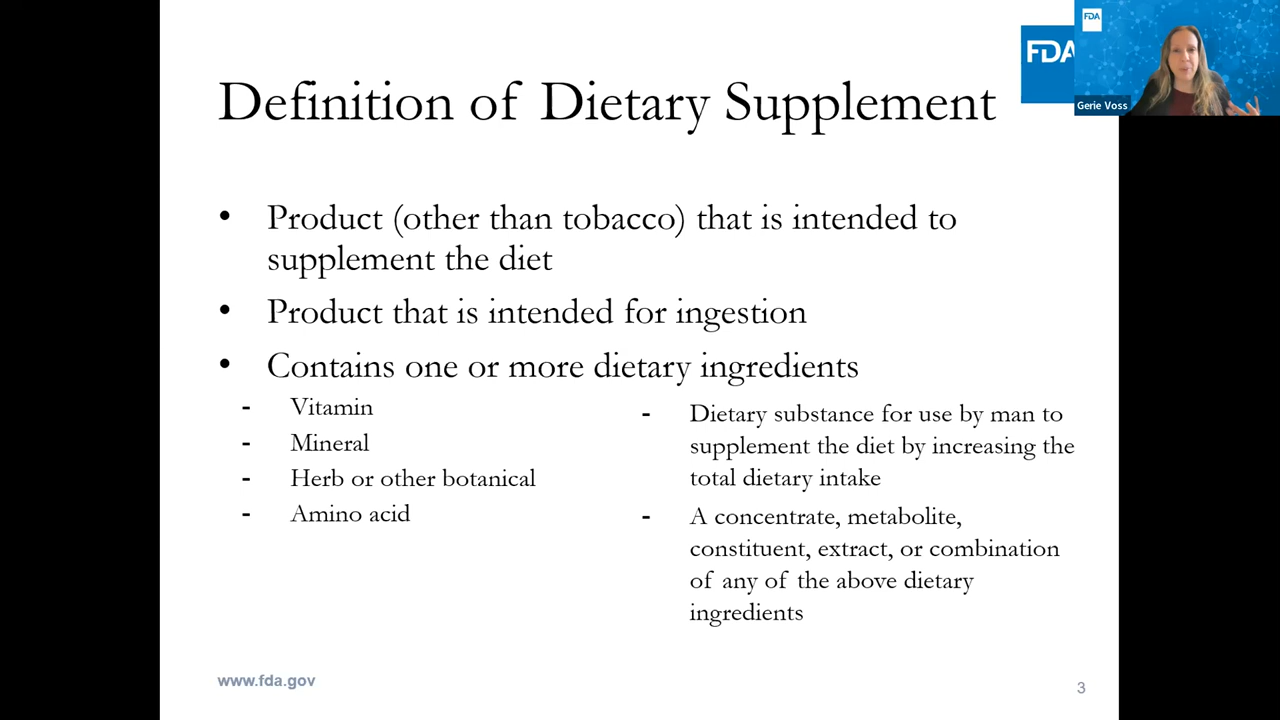 Definition of Dietary Supplement
FDA
FDA
Gerie Voss
• Product (other than tobacco) that is intended to
supplement the diet
• Product that is intended for ingestion
• Contains one or more dietary ingredients
- Vitamin
- Mineral
- Herb or other botanical
- Amino acid
- Dietary substance for use by man to
supplement the diet by increasing the
total dietary intake
- A concentrate, metabolite,
constituent, extract, or combination
of any of the above dietary
ingredients
www.fda.gov
3